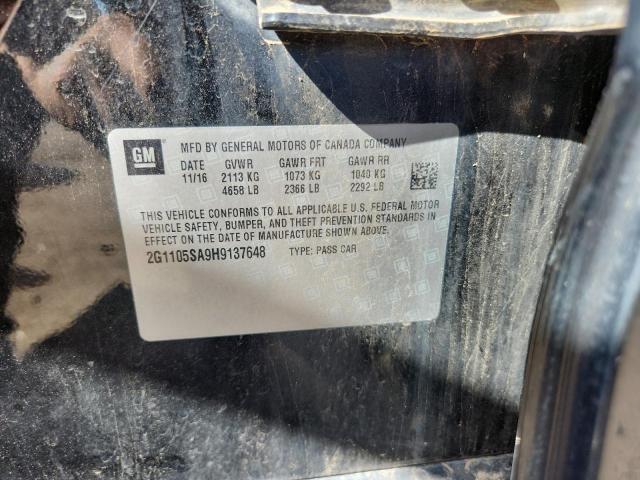 GM
MFD BY GENERAL MOTORS OF CANADA COMPANY
DATE GVWR GAWR FRT GAWR RR
11/16 2113 KG 1073 KG 1040 KG
4658 LB 2366 LB 2292 LB
THIS VEHICLE CONFORMS TO ALL APPLICABLE U.S. FEDERAL MOTOR
VEHICLE SAFETY, BUMPER, AND THEFT PREVENTION STANDARDS IN
EFFECT ON THE DATE OF MANUFACTURE SHOWN ABOVE.
2G1105SA9H9137648 TYPE: PASS CAR